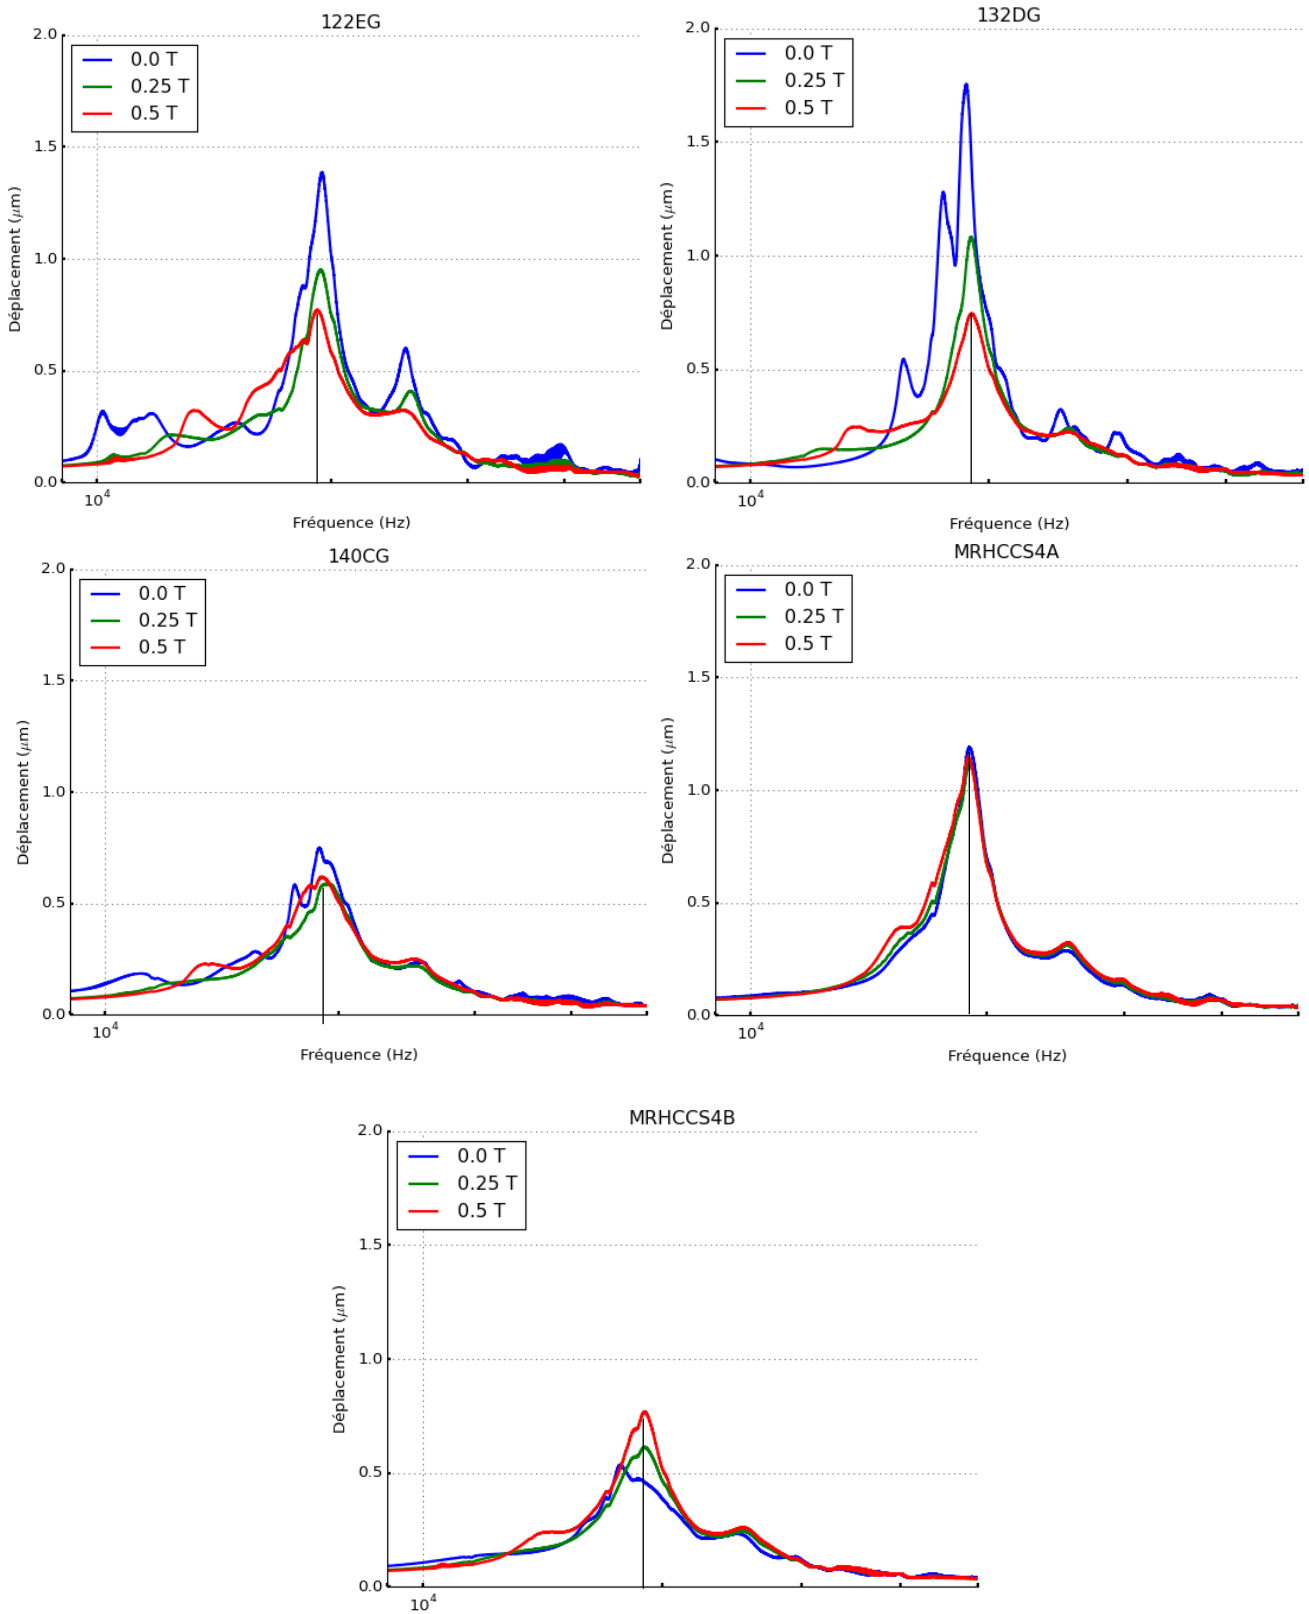 122EG
2.0
1.5
1.0
0.5
0.0
0.0 T
0.25 T
0.5 T
Déplacement (μm)
10⁴
Fréquence (Hz)
132DG
2.0
1.5
1.0
0.5
0.0
0.0 T
0.25 T
0.5 T
Déplacement (μm)
10⁴
Fréquence (Hz)
140CG
2.0
1.5
1.0
0.5
0.0
0.0 T
0.25 T
0.5 T
Déplacement (μm)
10⁴
Fréquence (Hz)
MRHCCS4A
2.0
1.5
1.0
0.5
0.0
0.0 T
0.25 T
0.5 T
Déplacement (μm)
10⁴
Fréquence (Hz)
MRHCCS4B
2.0
1.5
1.0
0.5
0.0
0.0 T
0.25 T
0.5 T
Déplacement (μm)
10⁴